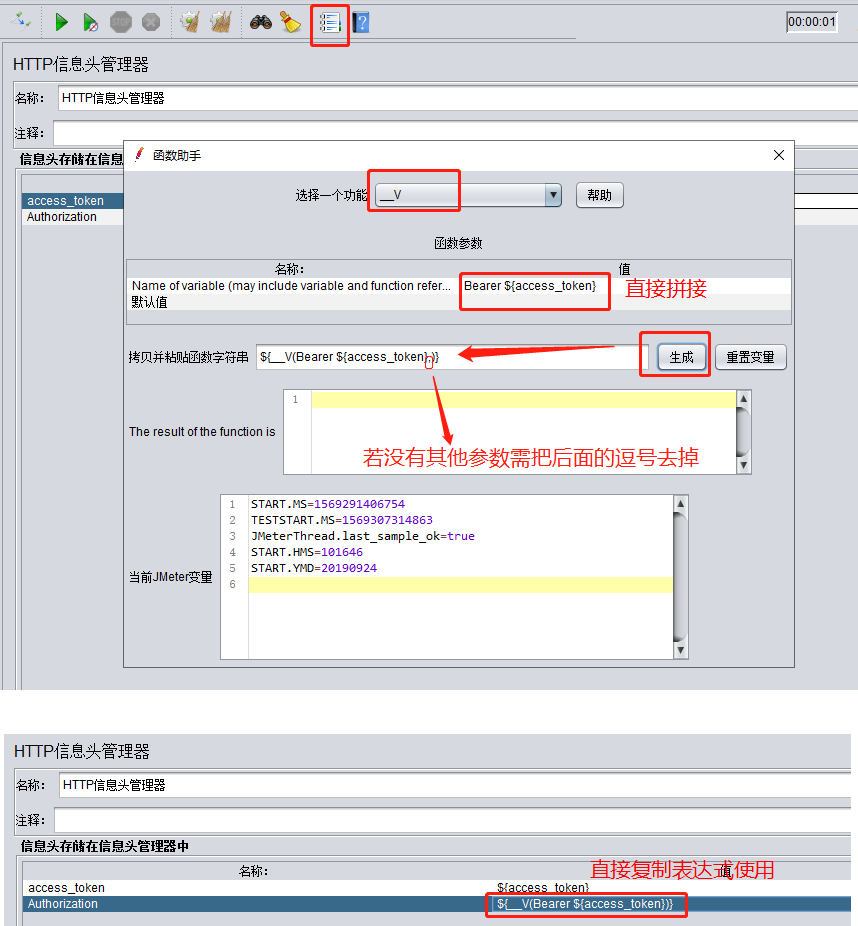 STOP
?
00:00:01
HTTP信息头管理器
名称： HTTP信息头管理器
注释：
信息头存储在信息
access_token
Authorization
函数助手
选择一个功能 __V 帮助
函数参数
名称： 值
Name of variable (may include variable and function refer... Bearer ${access_token} 直接拼接
默认值
拷贝并粘贴函数字符串 ${__V(Bearer ${access_token},)} 生成 重置变量
1
The result of the function is
若没有其他参数需把后面的逗号去掉
当前JMeter变量
1 START.MS=1569291406754
2 TESTSTART.MS=1569307314863
3 JMeterThread.last_sample_ok=true
4 START.HMS=101646
5 START.YMD=20190924
6
HTTP信息头管理器
名称： HTTP信息头管理器
注释：
信息头存储在信息头管理器中
名称： 值
直接复制表达式使用
access_token ${access_token}
Authorization ${__V(Bearer ${access_token})}